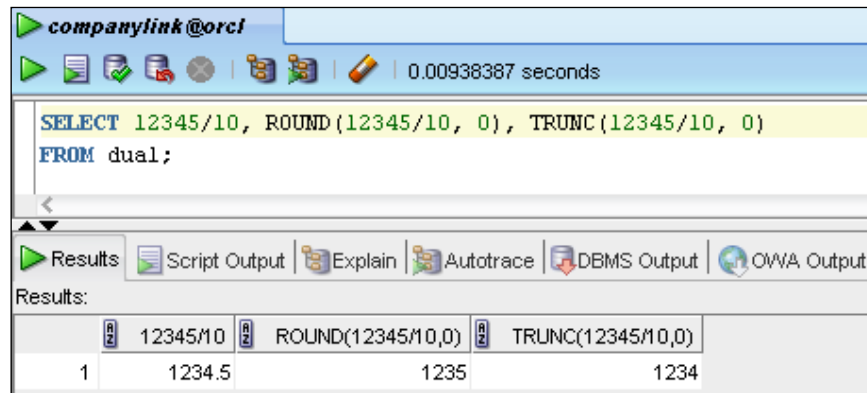 companylink@orcl
0.00938387 seconds
SELECT 12345/10, ROUND(12345/10, 0), TRUNC(12345/10, 0)
FROM dual;
Results Script Output Explain Autotrace DBMS Output OWA Output
Results:
12345/10 ROUND(12345/10,0) TRUNC(12345/10,0)
1 1234.5 1235 1234